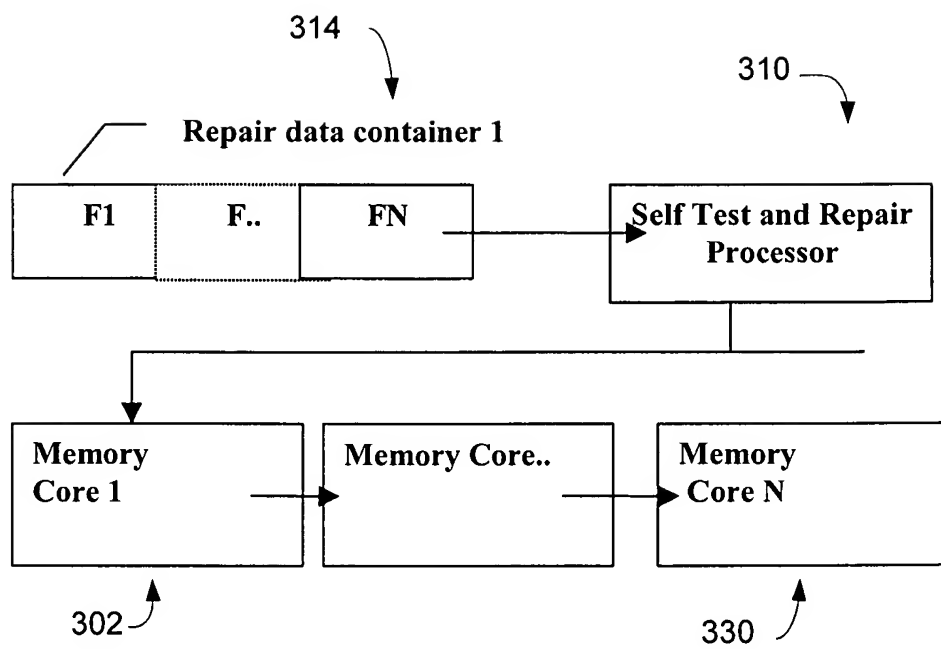 314
310
Repair data container 1
F1 F.. FN
Self Test and Repair
Processor
Memory
Core 1
Memory Core..
Memory
Core N
302
330